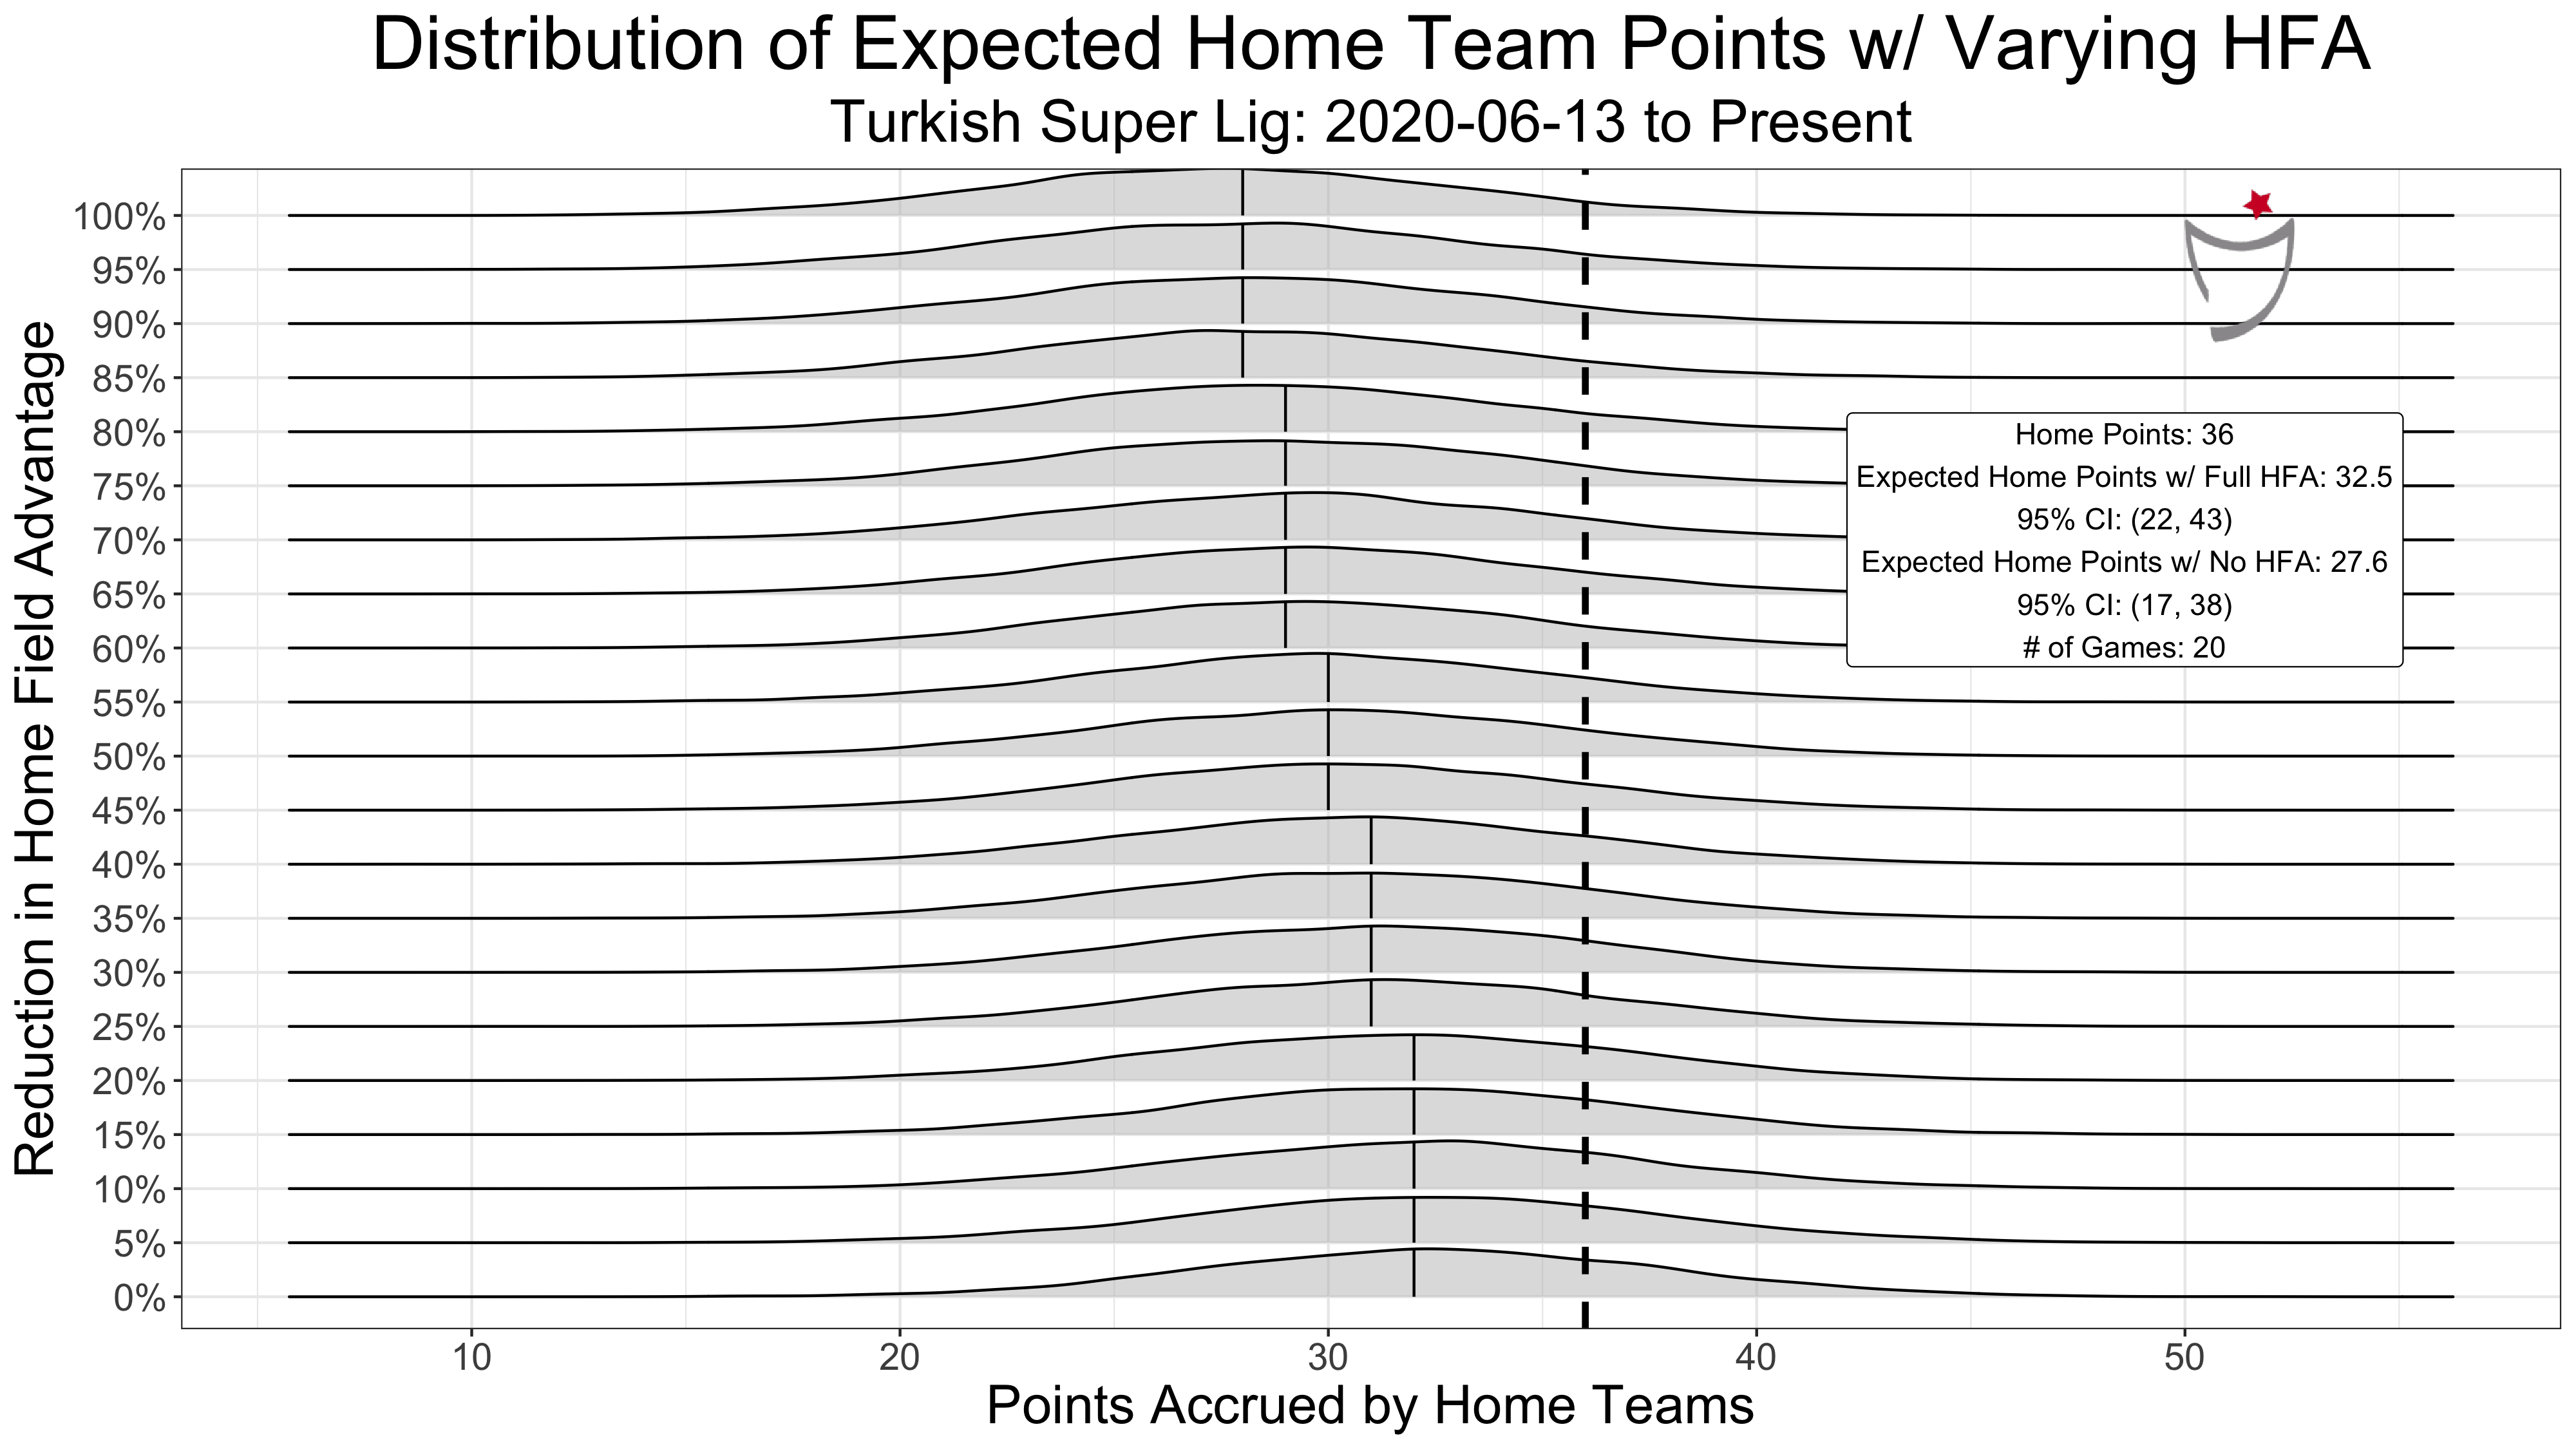 Distribution of Expected Home Team Points w/ Varying HFA
Turkish Super Lig: 2020-06-13 to Present
Reduction in Home Field Advantage
100%
95%
90%
85%
80%
75%
70%
65%
60%
55%
50%
45%
40%
35%
30%
25%
20%
15%
10%
5%
0%
Home Points: 36
Expected Home Points w/ Full HFA: 32.5
95% CI: (22, 43)
Expected Home Points w/ No HFA: 27.6
95% CI: (17, 38)
# of Games: 20
10 20 30 40 50
Points Accrued by Home Teams